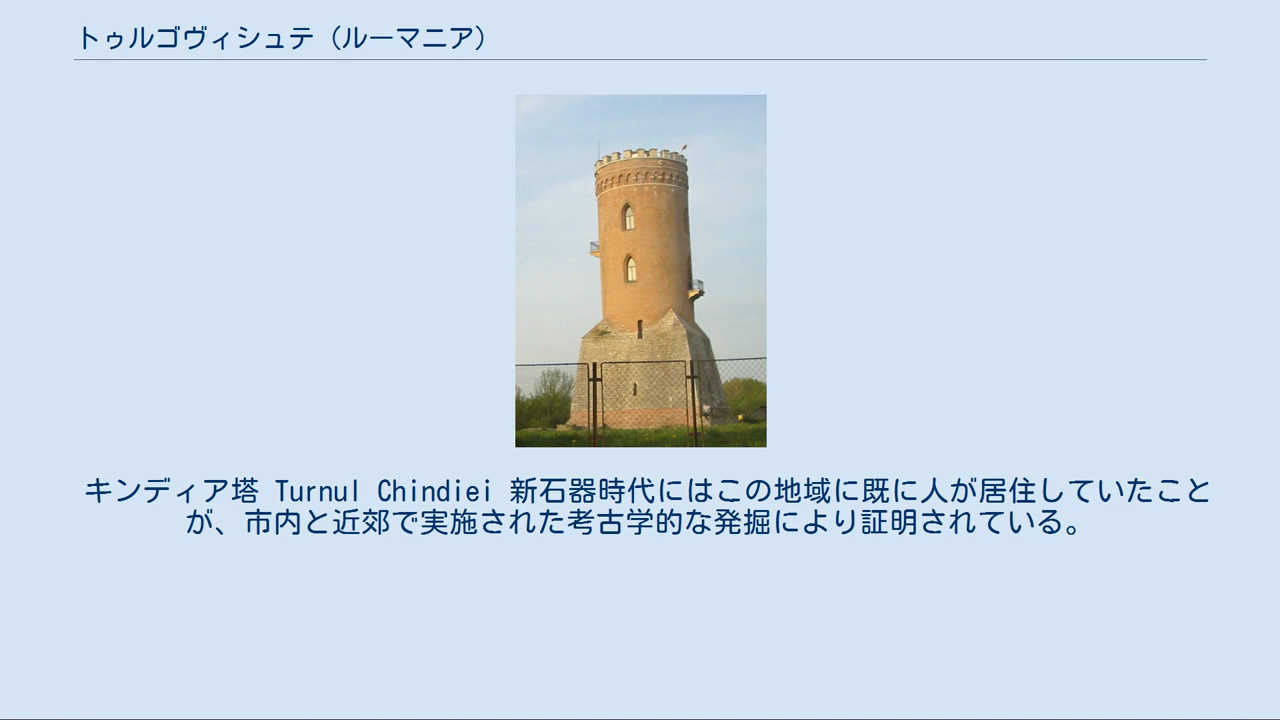 トゥルゴヴィシュテ（ルーマニア）
キンディア塔 Turnul Chindiei 新石器時代にはこの地域に既に人が居住していたこと
が、市内と近郊で実施された考古学的な発掘により証明されている。